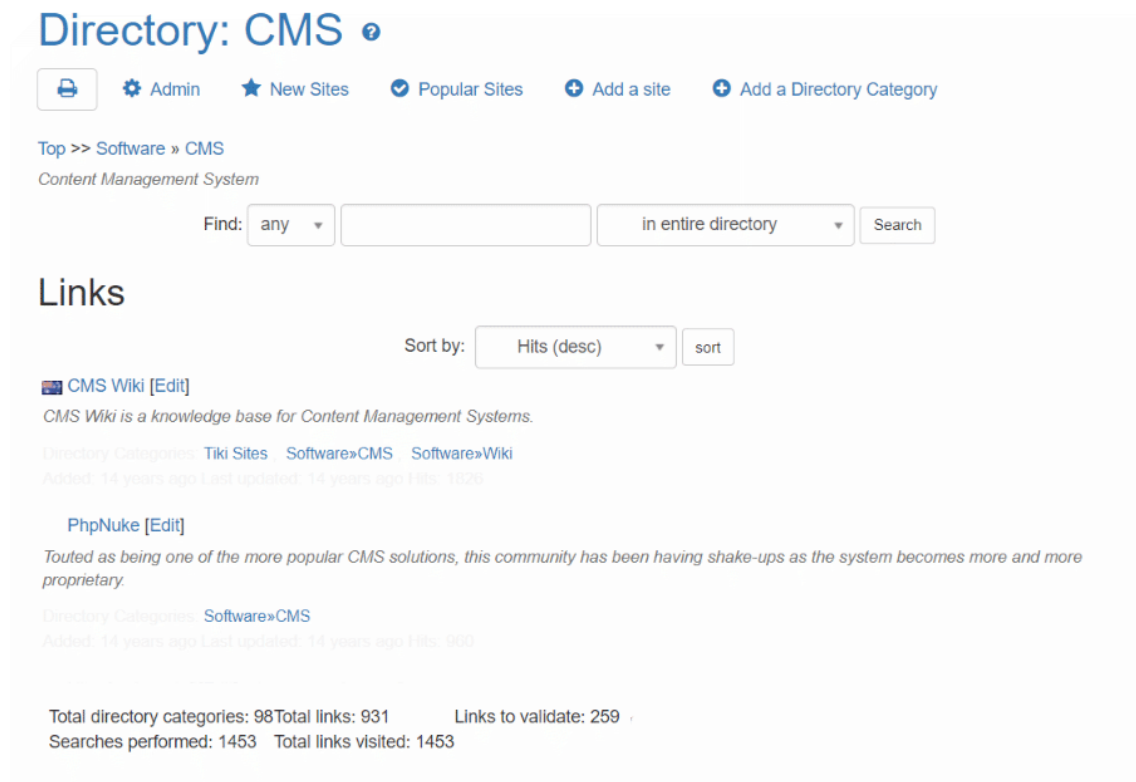 Directory: CMS ?
Admin New Sites Popular Sites Add a site Add a Directory Category
Top >> Software » CMS
Content Management System
Find: any in entire directory Search
Links
Sort by: Hits (desc) sort
CMS Wiki [Edit]
CMS Wiki is a knowledge base for Content Management Systems.
Directory Categories: Tiki Sites , Software»CMS , Software»Wiki
Added: 14 years ago Last updated: 14 years ago Hits: 1826
PhpNuke [Edit]
Touted as being one of the more popular CMS solutions, this community has been having shake-ups as the system becomes more and more
proprietary.
Directory Categories: Software»CMS
Added: 14 years ago Last updated: 14 years ago Hits: 960
Total directory categories: 98Total links: 931 Links to validate: 259
Searches performed: 1453 Total links visited: 1453